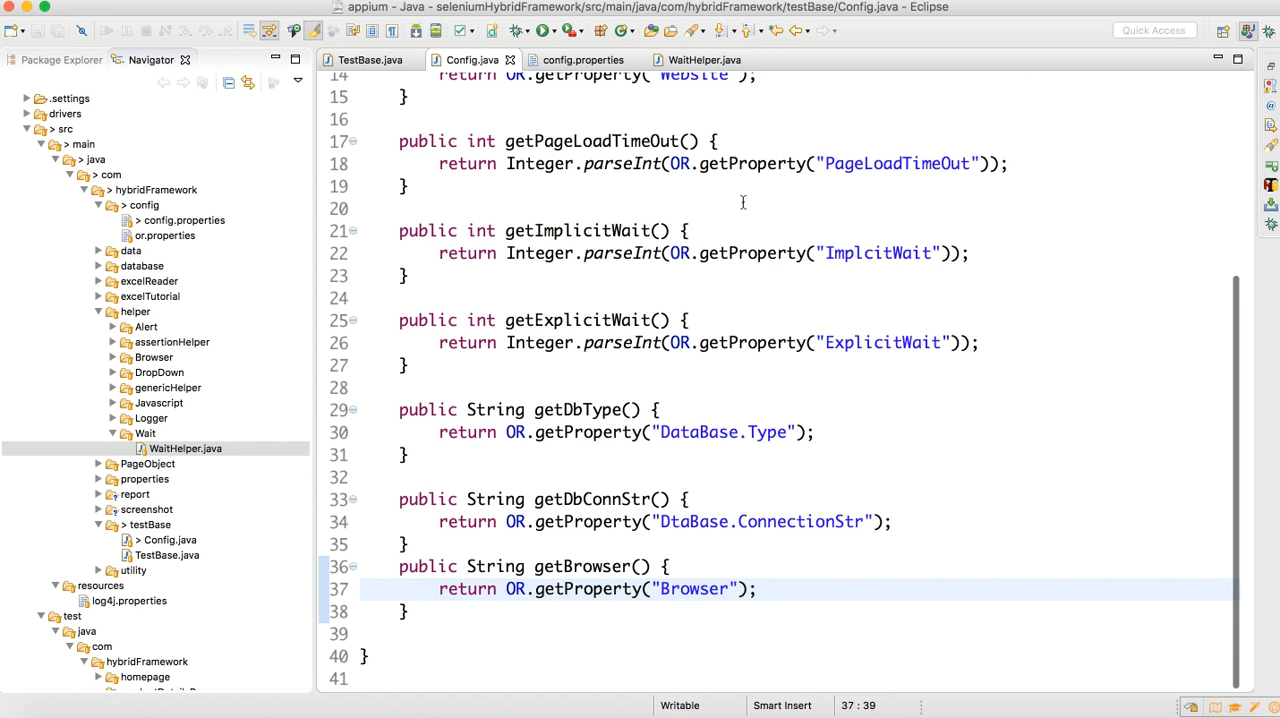 appium - Java - seleniumHybridFramework/src/main/java/com/hybridFramework/testBase/Config.java - Eclipse
Quick Access
Package Explorer
Navigator
TestBase.java
Config.java
config.properties
WaitHelper.java
.settings
drivers
> src
> main
> java
> com
> hybridFramework
> config
> config.properties
or.properties
data
database
excelReader
excelTutorial
helper
Alert
assertionHelper
Browser
DropDown
genericHelper
Javascript
Logger
Wait
WaitHelper.java
PageObject
properties
report
screenshot
> testBase
> Config.java
TestBase.java
utility
resources
log4j.properties
test
java
com
hybridFramework
homepage
14 return OR.getProperty("Website");
15 }
16
17 public int getPageLoadTimeOut() {
18 return Integer.parseInt(OR.getProperty("PageLoadTimeOut"));
19 }
20
21 public int getImplicitWait() {
22 return Integer.parseInt(OR.getProperty("ImplcitWait"));
23 }
24
25 public int getExplicitWait() {
26 return Integer.parseInt(OR.getProperty("ExplicitWait"));
27 }
28
29 public String getDbType() {
30 return OR.getProperty("DataBase.Type");
31 }
32
33 public String getDbConnStr() {
34 return OR.getProperty("DtaBase.ConnectionStr");
35 }
36 public String getBrowser() {
37 return OR.getProperty("Browser");
38 }
39
40 }
41
Writable
Smart Insert
37 : 39